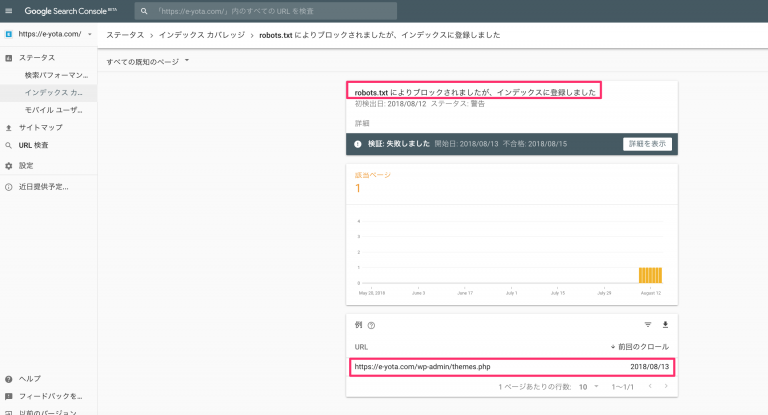 Google Search Console BETA
「https://e-yota.com/」内のすべての URL を検査
https://e-yota.com/
ステータス > インデックス カバレッジ > robots.txt によりブロックされましたが、インデックスに登録しました
ステータス
すべての既知のページ
検索パフォーマン...
インデックス カ...
モバイル ユーザ...
サイトマップ
URL 検査
設定
近日提供予定...
robots.txt によりブロックされましたが、インデックスに登録しました
初検出日: 2018/08/12 ステータス: 警告
詳細
検証: 失敗しました 開始日: 2018/08/13 不合格: 2018/08/15
詳細を表示
該当ページ
1
4
3
2
1
0
May 20, 2018 June 3 June 17 July 1 July 15 July 29 August 12
例
URL 前回のクロール
https://e-yota.com/wp-admin/themes.php 2018/08/13
1 ページあたりの行数: 10 1~1/1
ヘルプ
フィードバックを...
以前のバージョン